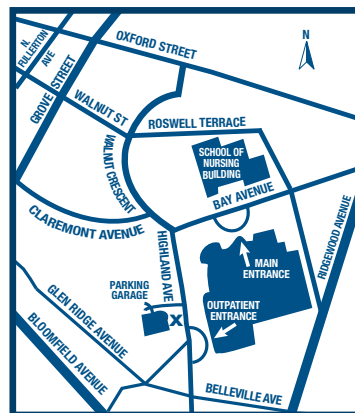 OXFORD STREET
N
N.
FULLERTON
AVE
GROVE STREET
WALNUT ST
ROSWELL TERRACE
WALNUT CRESCENT
SCHOOL OF
NURSING
BUILDING
BAY AVENUE
CLAREMONT AVENUE
HIGHLAND AVE
RIDGEWOOD AVENUE
MAIN
ENTRANCE
PARKING
GARAGE
X
OUTPATIENT
ENTRANCE
GLEN RIDGE AVENUE
BLOOMFIELD AVENUE
BELLEVILLE AVE